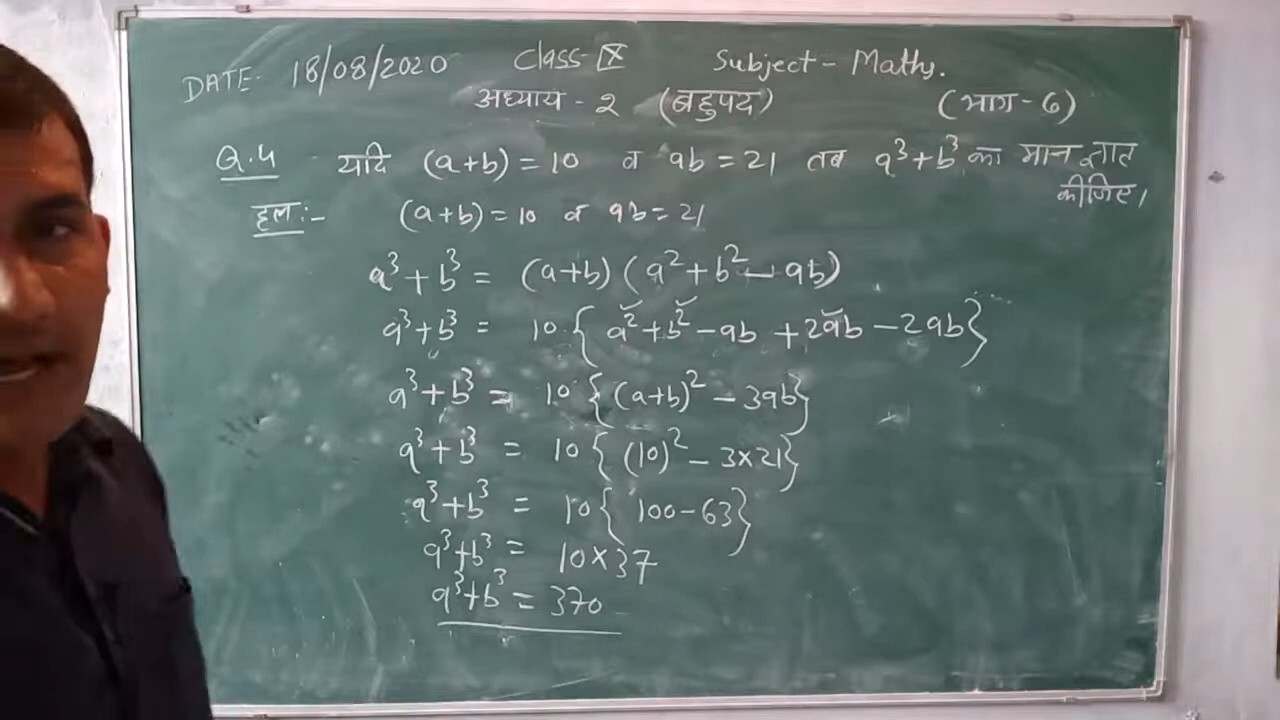 DATE- 18/08/2020 Class-IX Subject- Maths.
अध्याय-2 (बहुपद) (भाग-6)
Q.4 यदि (a+b)=10 व ab=21 तब a³+b³ का मान ज्ञात
कीजिए।
हल:- (a+b)=10 व ab=21
a³+b³ = (a+b)(a²+b²-ab)
a³+b³ = 10{a²+b²-ab+2ab-2ab}
a³+b³ = 10{(a+b)²-3ab}
a³+b³ = 10{(10)²-3×21}
a³+b³ = 10{100-63}
a³+b³ = 10×37
a³+b³ = 370